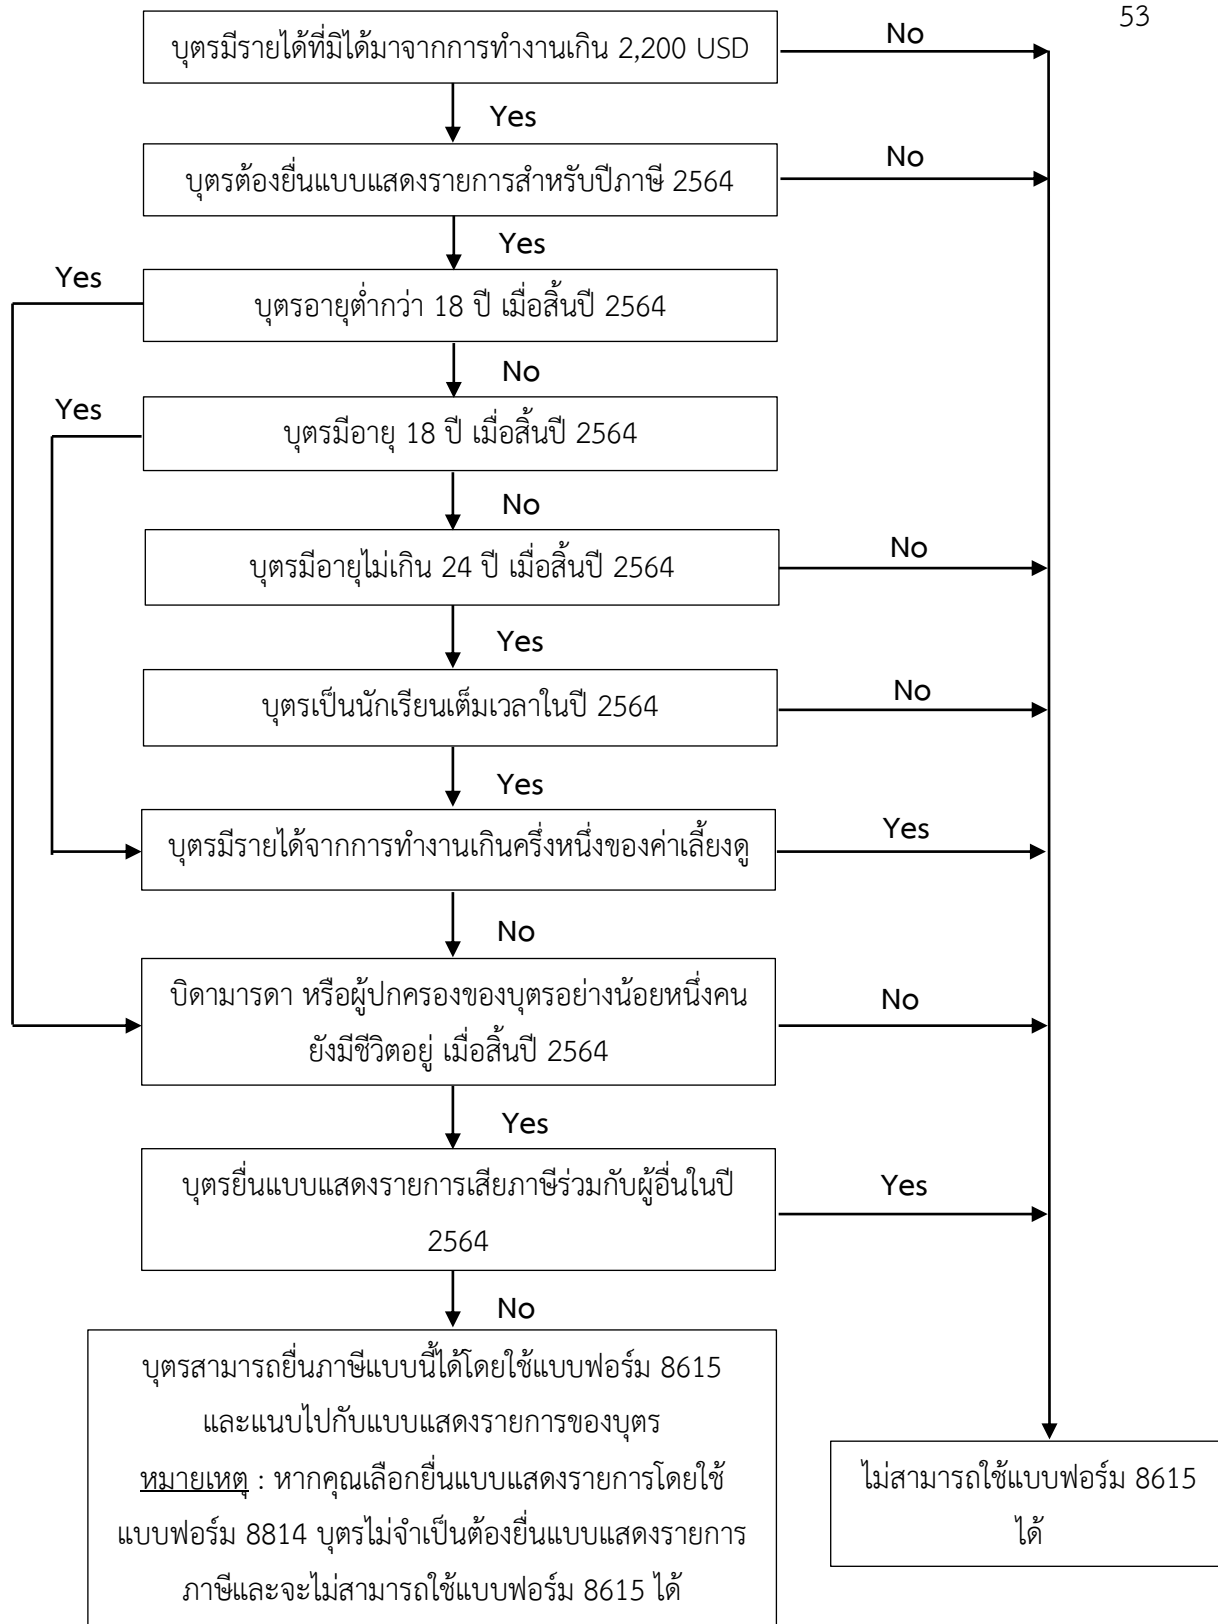 53
บุตรมีรายได้ที่มิได้มาจากการทำงานเกิน 2,200 USD
No
Yes
บุตรต้องยื่นแบบแสดงรายการสำหรับปีภาษี 2564
No
Yes
Yes
บุตรอายุต่ำกว่า 18 ปี เมื่อสิ้นปี 2564
No
Yes
บุตรมีอายุ 18 ปี เมื่อสิ้นปี 2564
No
บุตรมีอายุไม่เกิน 24 ปี เมื่อสิ้นปี 2564
No
Yes
บุตรเป็นนักเรียนเต็มเวลาในปี 2564
No
Yes
บุตรมีรายได้จากการทำงานเกินครึ่งหนึ่งของค่าเลี้ยงดู
Yes
No
บิดามารดา หรือผู้ปกครองของบุตรอย่างน้อยหนึ่งคน
ยังมีชีวิตอยู่ เมื่อสิ้นปี 2564
No
Yes
บุตรยื่นแบบแสดงรายการเสียภาษีร่วมกับผู้อื่นในปี
2564
Yes
No
บุตรสามารถยื่นภาษีแบบนี้ได้โดยใช้แบบฟอร์ม 8615
และแนบไปกับแบบแสดงรายการของบุตร
หมายเหตุ : หากคุณเลือกยื่นแบบแสดงรายการโดยใช้
แบบฟอร์ม 8814 บุตรไม่จำเป็นต้องยื่นแบบแสดงรายการ
ภาษีและจะไม่สามารถใช้แบบฟอร์ม 8615 ได้
ไม่สามารถใช้แบบฟอร์ม 8615
ได้